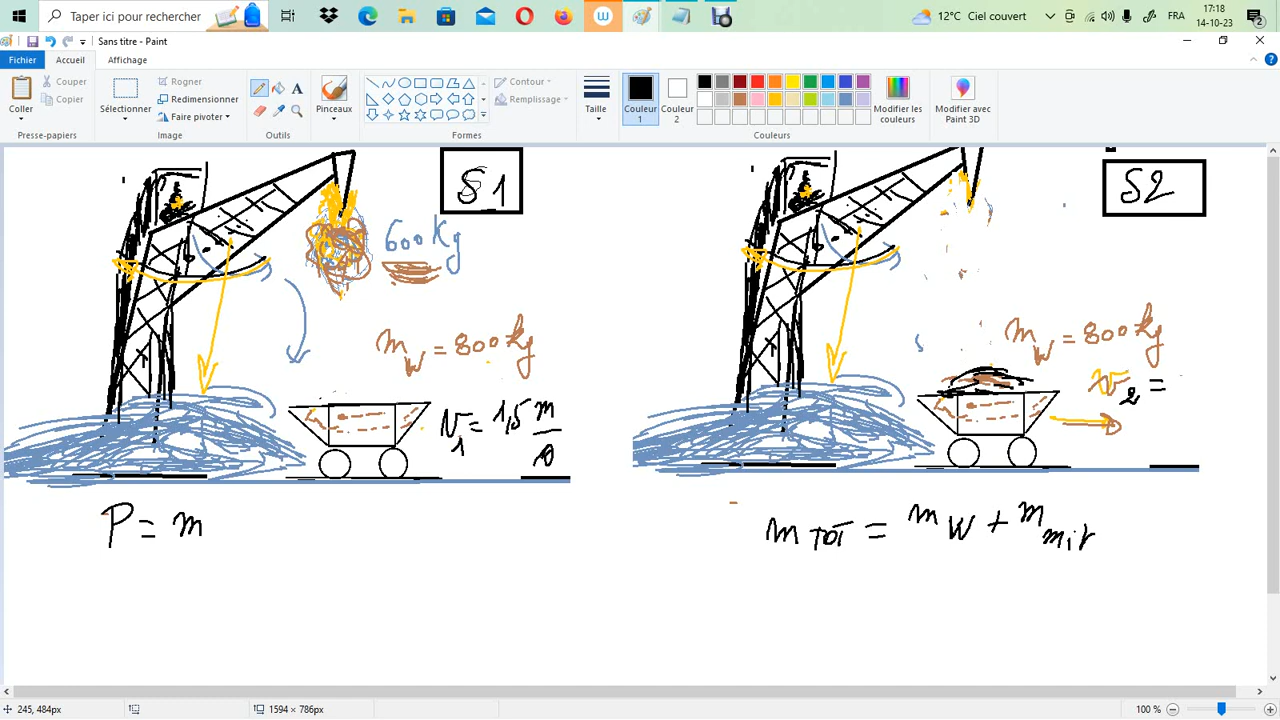 Taper ici pour rechercher
W
12°C Ciel couvert
FRA
17:18
14-10-23
2
Sans titre - Paint
Fichier
Accueil
Affichage
Coller
Couper
Copier
Presse-papiers
Sélectionner
Rogner
Redimensionner
Faire pivoter
Image
A
Outils
Pinceaux
Contour
Remplissage
Formes
Taille
Couleur
1
Couleur
2
Modifier les
couleurs
Couleurs
Modifier avec
Paint 3D
S1
S2
600 kg
m_W = 800 kg
v_1 = 1,5 m/s
P = m
m_W = 800 kg
v_2 =
m TOT = m_W + m_mit
245, 484px
1594 × 786px
100 %